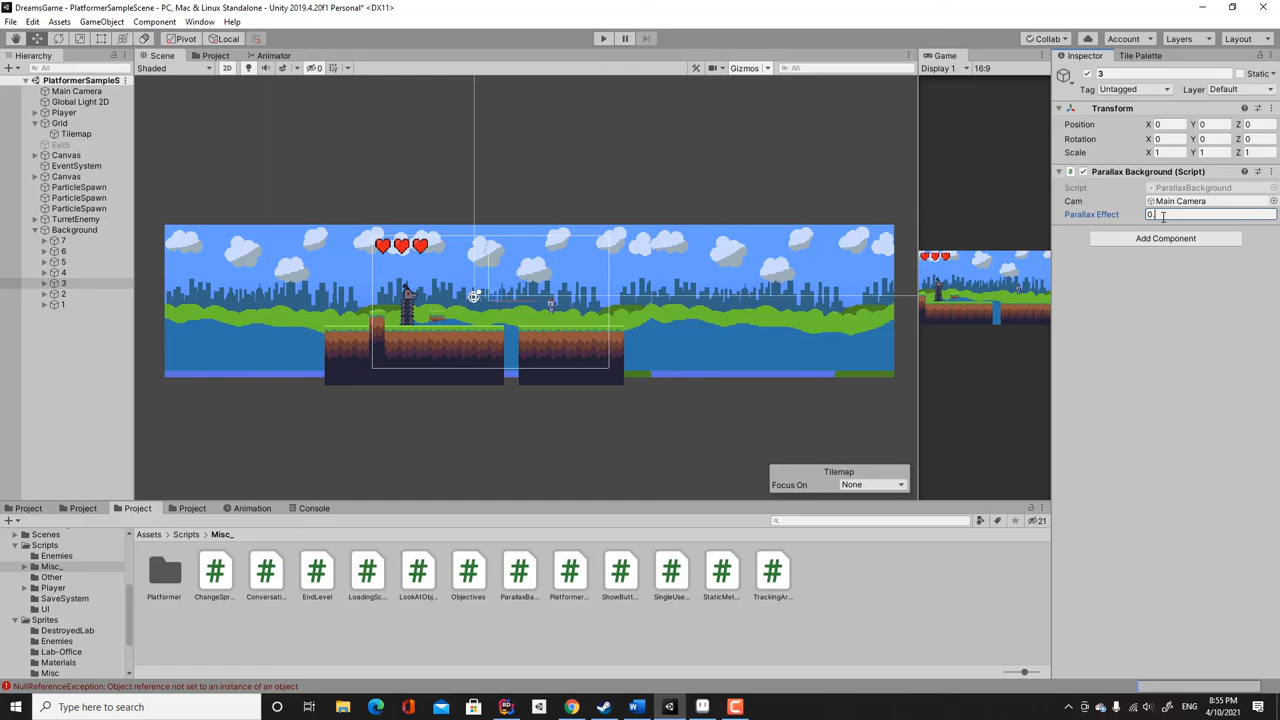 DreamsGame - PlatformerSampleScene - PC, Mac & Linux Standalone - Unity 2019.4.20f1 Personal* <DX11>
File Edit Assets GameObject Component Window Help
Pivot Local Collab Account Layers Layout
Hierarchy Scene Project Animator Game Inspector Tile Palette
All Shaded 2D 0 Gizmos All Display 1 16:9
3 Static
Tag Untagged Layer Default
PlatformerSampleS
Main Camera
Global Light 2D
Player
Grid
Tilemap
Exit5
Canvas
EventSystem
Canvas
ParticleSpawn
ParticleSpawn
ParticleSpawn
TurretEnemy
Background
7
6
5
4
3
2
1
Transform
Position X 0 Y 0 Z 0
Rotation X 0 Y 0 Z 0
Scale X 1 Y 1 Z 1
Parallax Background (Script)
Script ParallaxBackground
Cam Main Camera
Parallax Effect 0.
Add Component
Tilemap
Focus On None
Project Project Project Project Animation Console
21
Scenes
Scripts
Enemies
Misc_
Other
Player
SaveSystem
UI
Sprites
DestroyedLab
Enemies
Lab-Office
Materials
Misc
Assets > Scripts > Misc_
Platformer ChangeSpr... Conversati... EndLevel LoadingSc... LookAtObj... Objectives ParallaxBa... Platformer... ShowButt... SingleUse... StaticMet... TrackingAr...
NullReferenceException: Object reference not set to an instance of an object
Type here to search
8:55 PM
4/10/2021